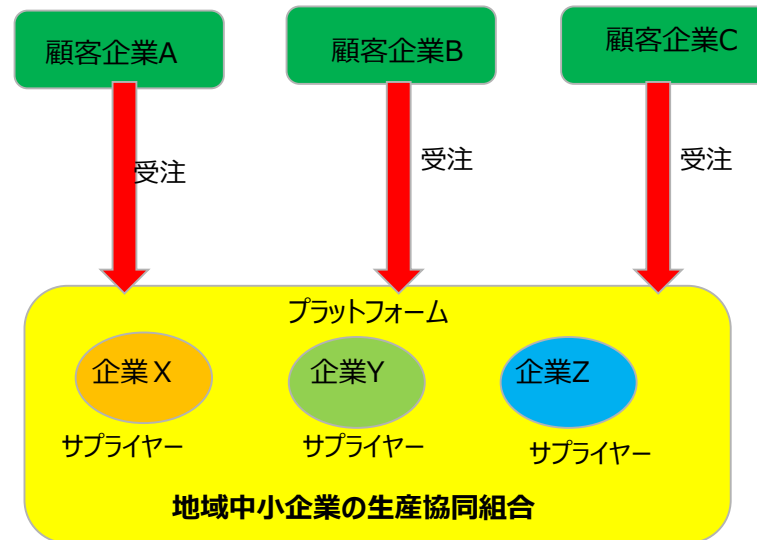 顧客企業A
顧客企業B
顧客企業C
受注
受注
受注
プラットフォーム
企業X
企業Y
企業Z
サプライヤー
サプライヤー
サプライヤー
地域中小企業の生産協同組合